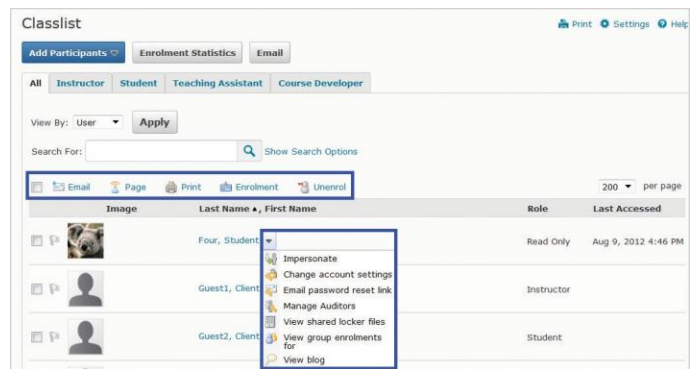 Classlist
Print Settings Help
Add Participants Enrolment Statistics Email
All Instructor Student Teaching Assistant Course Developer
View By: User Apply
Search For: Show Search Options
Email Page Print Enrolment Unenrol 200 per page
Image Last Name ▲, First Name Role Last Accessed
Four, Student Read Only Aug 9, 2012 4:46 PM
Impersonate
Change account settings
Guest1, Client Email password reset link Instructor
Manage Auditors
View shared locker files
Guest2, Client View group enrolments for Student
View blog